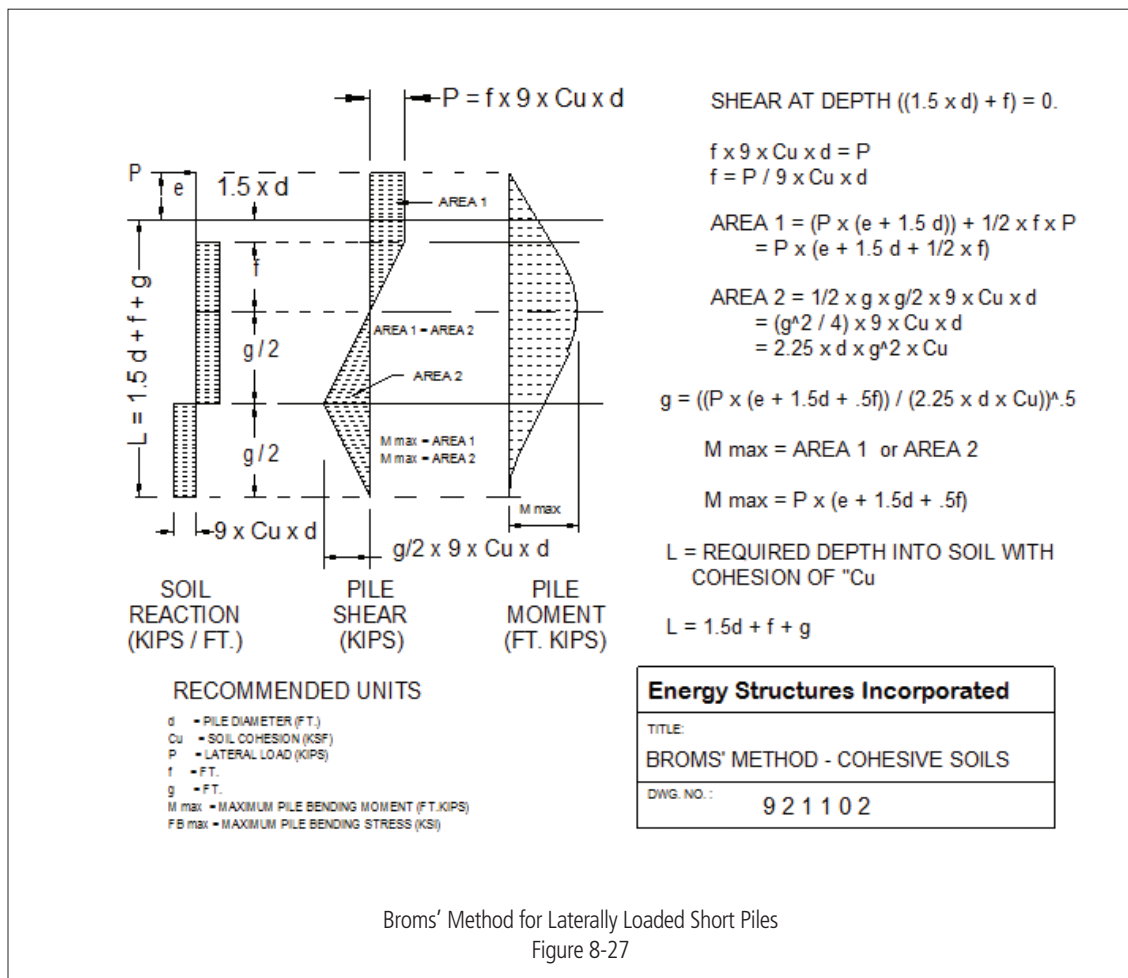 P = f x 9 x Cu x d
P
e
1.5 x d
AREA 1
f
L = 1.5 d + f + g
g / 2
AREA 1 = AREA 2
AREA 2
g / 2
M max = AREA 1
M max = AREA 2
M max
9 x Cu x d
g/2 x 9 x Cu x d
SOIL
REACTION
(KIPS / FT.)
PILE
SHEAR
(KIPS)
PILE
MOMENT
(FT. KIPS)
SHEAR AT DEPTH ((1.5 x d) + f) = 0.
f x 9 x Cu x d = P
f = P / 9 x Cu x d
AREA 1 = (P x (e + 1.5 d)) + 1/2 x f x P
= P x (e + 1.5 d + 1/2 x f)
AREA 2 = 1/2 x g x g/2 x 9 x Cu x d
= (g^2 / 4) x 9 x Cu x d
= 2.25 x d x g^2 x Cu
g = ((P x (e + 1.5d + .5f)) / (2.25 x d x Cu))^.5
M max = AREA 1 or AREA 2
M max = P x (e + 1.5d + .5f)
L = REQUIRED DEPTH INTO SOIL WITH
COHESION OF "Cu
L = 1.5d + f + g
RECOMMENDED UNITS
d = PILE DIAMETER (FT.)
Cu = SOIL COHESION (KSF)
P = LATERAL LOAD (KIPS)
f = FT.
g = FT.
M max = MAXIMUM PILE BENDING MOMENT (FT.KIPS)
FB max = MAXIMUM PILE BENDING STRESS (KSI)
Energy Structures Incorporated
TITLE:
BROMS' METHOD - COHESIVE SOILS
DWG. NO. : 9 2 1 1 0 2
Broms' Method for Laterally Loaded Short Piles
Figure 8-27